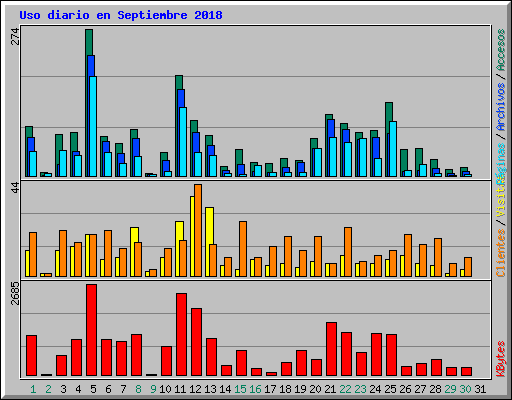 Uso diario en Septiembre 2018
274
44
2685
Accesos / Archivos / Páginas
Visitas / Clientes
KBytes
1 2 3 4 5 6 7 8 9 10 11 12 13 14 15 16 17 18 19 20 21 22 23 24 25 26 27 28 29 30 31